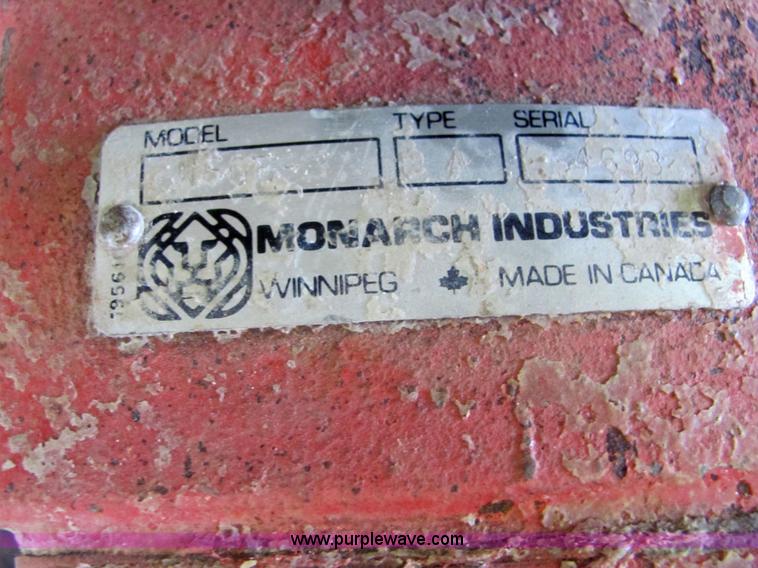 MODEL TYPE SERIAL
A
MONARCH INDUSTRIES
WINNIPEG MADE IN CANADA
www.purplewave.com